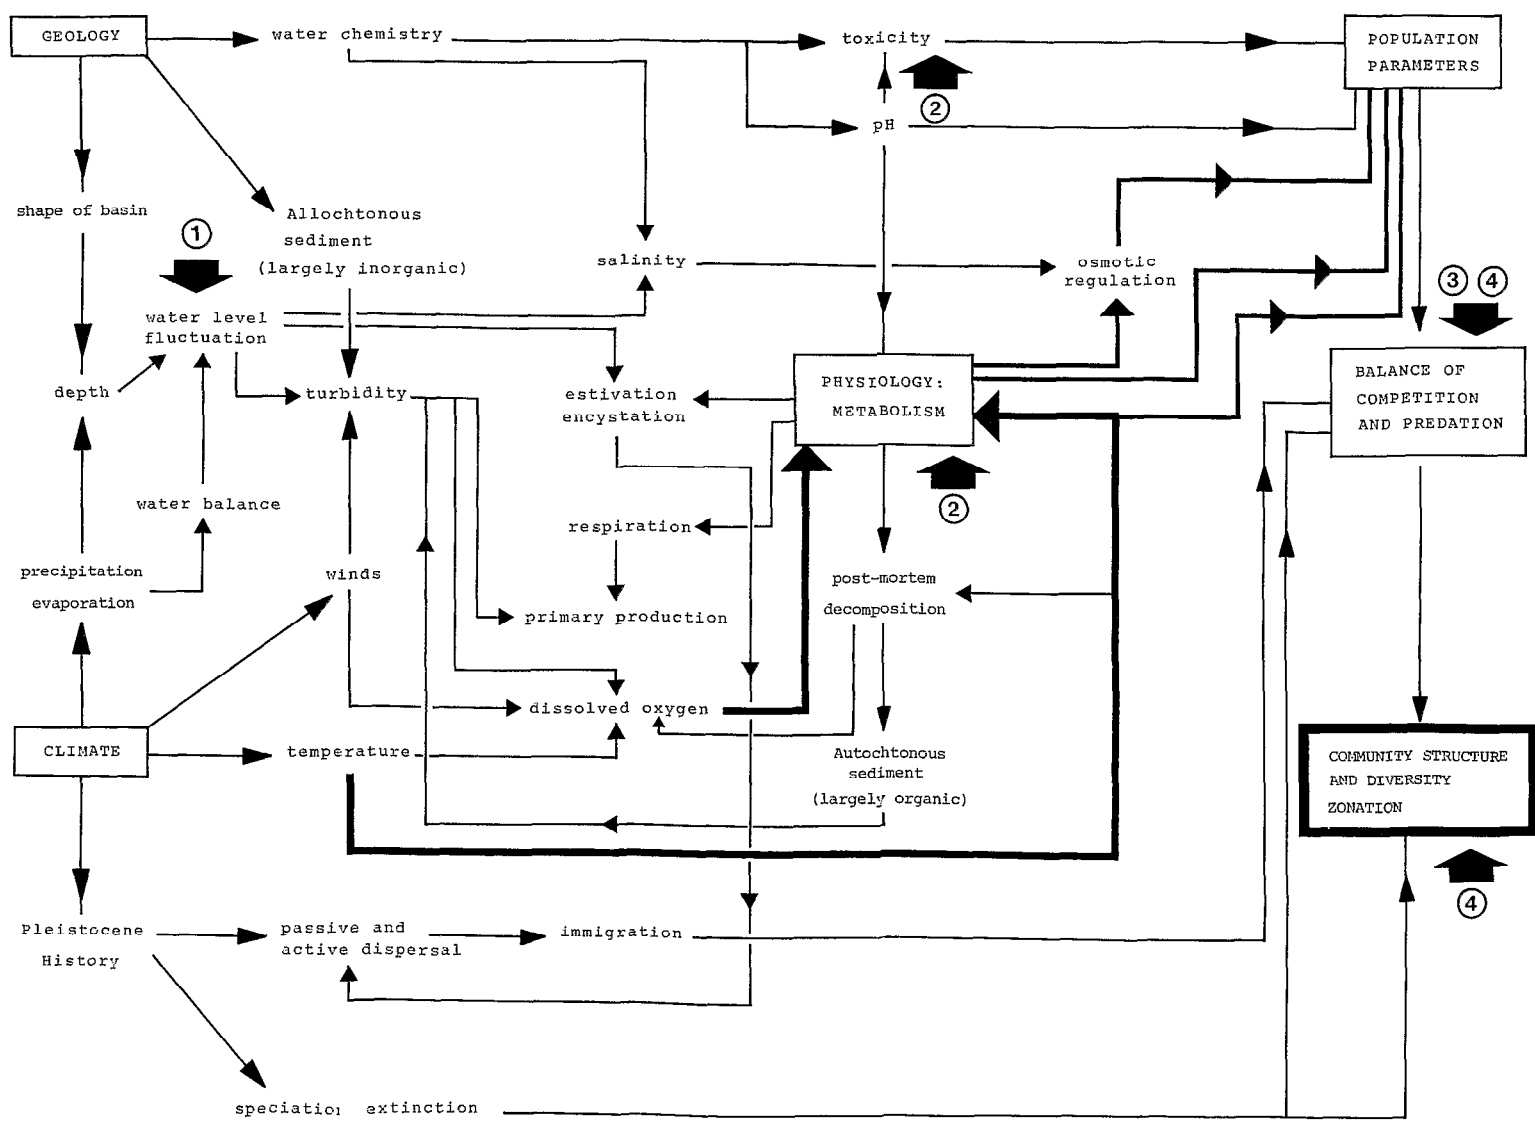 GEOLOGY
water chemistry
toxicity
POPULATION
PARAMETERS
2
pH
shape of basin
Allochtonous
sediment
(largely inorganic)
1
salinity
osmotic
regulation
3 4
water level
fluctuation
depth
turbidity
estivation
encystation
PHYSIOLOGY:
METABOLISM
BALANCE OF
COMPETITION
AND PREDATION
2
water balance
respiration
precipitation
evaporation
winds
primary production
post-mortem
decomposition
dissolved oxygen
CLIMATE
temperature
Autochtonous
sediment
(largely organic)
COMMUNITY STRUCTURE
AND DIVERSITY
ZONATION
4
Pleistocene
History
passive and
active dispersal
immigration
speciation extinction